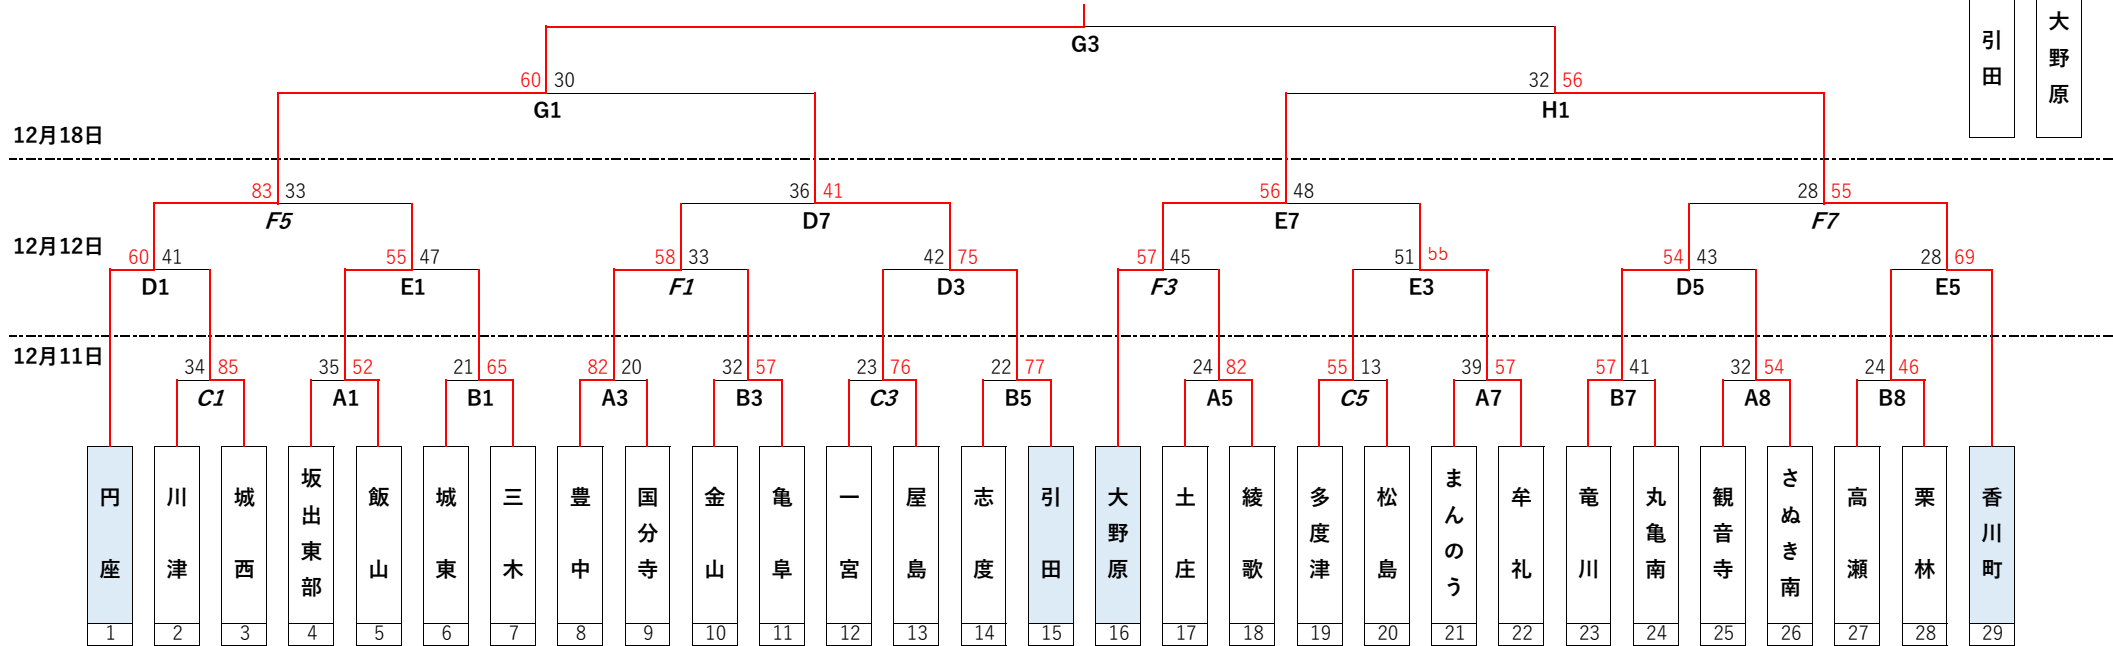 引田
大野原
G3
60 30
32 56
G1
H1
12月18日
83 33
36 41
56 48
28 55
F5
D7
E7
F7
12月12日
60 41
55 47
58 33
42 75
57 45
51 55
54 43
28 69
D1
E1
F1
D3
F3
E3
D5
E5
12月11日
34 85
35 52
21 65
82 20
32 57
23 76
22 77
24 82
55 13
39 57
57 41
32 54
24 46
C1
A1
B1
A3
B3
C3
B5
A5
C5
A7
B7
A8
B8
円座
川津
城西
坂出東部
飯山
城東
三木
豊中
国分寺
金山
亀阜
一宮
屋島
志度
引田
大野原
土庄
綾歌
多度津
松島
まんのう
牟礼
竜川
丸亀南
観音寺
さぬき南
高瀬
栗林
香川町
1 2 3 4 5 6 7 8 9 10 11 12 13 14 15 16 17 18 19 20 21 22 23 24 25 26 27 28 29